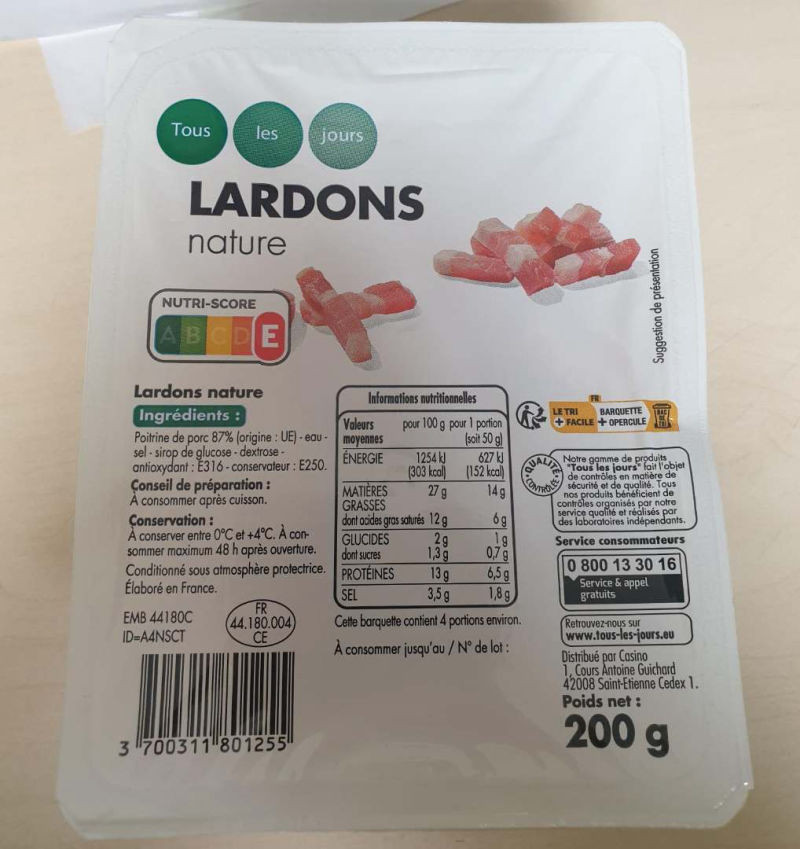 Tous les jours
LARDONS
nature
Suggestion de présentation
NUTRI-SCORE
A B C D E
Lardons nature
Ingrédients :
Poitrine de porc 87% (origine : UE) - eau -
sel - sirop de glucose - dextrose -
antioxydant : E316 - conservateur : E250.
Conseil de préparation :
À consommer après cuisson.
Conservation :
À conserver entre 0°C et +4°C. À con-
sommer maximum 48 h après ouverture.
Conditionné sous atmosphère protectrice.
Élaboré en France.
EMB 44180C
ID=A4NSCT
FR
44.180.004
CE
3 700311 801255
Informations nutritionnelles
Valeurs moyennes pour 100 g pour 1 portion (soit 50 g)
ÉNERGIE 1254 kJ 627 kJ
(303 kcal) (152 kcal)
MATIÈRES GRASSES 27 g 14 g
dont acides gras saturés 12 g 6 g
GLUCIDES 2 g 1 g
dont sucres 1,3 g 0,7 g
PROTÉINES 13 g 6,5 g
SEL 3,5 g 1,8 g
Cette barquette contient 4 portions environ.
À consommer jusqu'au / N° de lot :
FR
LE TRI
+ FACILE
BARQUETTE
+ OPERCULE
BAC
DE
TRI
QUALITÉ
CONTRÔLÉE
Notre gamme de produits
"Tous les jours" fait l'objet
de contrôles en matière de
sécurité et de qualité. Tous
nos produits bénéficient de
contrôles organisés par notre
service qualité et réalisés par
des laboratoires indépendants.
Service consommateurs
0 800 13 30 16
Service & appel
gratuits
Retrouvez-nous sur
www.tous-les-jours.eu
Distribué par Casino
1, Cours Antoine Guichard
42008 Saint-Etienne Cedex 1.
Poids net :
200 g